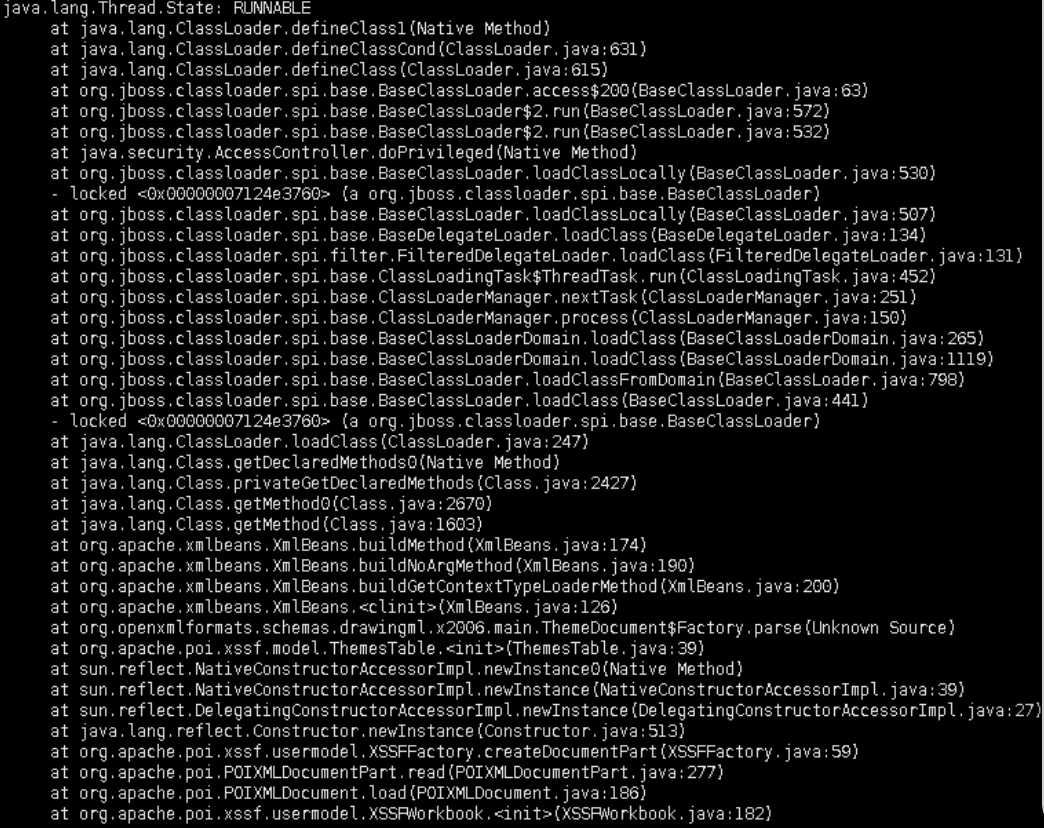 java.lang.Thread.State: RUNNABLE
at java.lang.ClassLoader.defineClass1(Native Method)
at java.lang.ClassLoader.defineClassCond(ClassLoader.java:631)
at java.lang.ClassLoader.defineClass(ClassLoader.java:615)
at org.jboss.classloader.spi.base.BaseClassLoader.access$200(BaseClassLoader.java:63)
at org.jboss.classloader.spi.base.BaseClassLoader$2.run(BaseClassLoader.java:572)
at org.jboss.classloader.spi.base.BaseClassLoader$2.run(BaseClassLoader.java:532)
at java.security.AccessController.doPrivileged(Native Method)
at org.jboss.classloader.spi.base.BaseClassLoader.loadClassLocally(BaseClassLoader.java:530)
- locked <0x00000007124e3760> (a org.jboss.classloader.spi.base.BaseClassLoader)
at org.jboss.classloader.spi.base.BaseClassLoader.loadClassLocally(BaseClassLoader.java:507)
at org.jboss.classloader.spi.base.BaseDelegateLoader.loadClass(BaseDelegateLoader.java:134)
at org.jboss.classloader.spi.filter.FilteredDelegateLoader.loadClass(FilteredDelegateLoader.java:131)
at org.jboss.classloader.spi.base.ClassLoadingTask$ThreadTask.run(ClassLoadingTask.java:452)
at org.jboss.classloader.spi.base.ClassLoaderManager.nextTask(ClassLoaderManager.java:251)
at org.jboss.classloader.spi.base.ClassLoaderManager.process(ClassLoaderManager.java:150)
at org.jboss.classloader.spi.base.BaseClassLoaderDomain.loadClass(BaseClassLoaderDomain.java:265)
at org.jboss.classloader.spi.base.BaseClassLoaderDomain.loadClass(BaseClassLoaderDomain.java:1119)
at org.jboss.classloader.spi.base.BaseClassLoader.loadClassFromDomain(BaseClassLoader.java:798)
at org.jboss.classloader.spi.base.BaseClassLoader.loadClass(BaseClassLoader.java:441)
- locked <0x00000007124e3760> (a org.jboss.classloader.spi.base.BaseClassLoader)
at java.lang.ClassLoader.loadClass(ClassLoader.java:247)
at java.lang.Class.getDeclaredMethods0(Native Method)
at java.lang.Class.privateGetDeclaredMethods(Class.java:2427)
at java.lang.Class.getMethod0(Class.java:2670)
at java.lang.Class.getMethod(Class.java:1603)
at org.apache.xmlbeans.XmlBeans.buildMethod(XmlBeans.java:174)
at org.apache.xmlbeans.XmlBeans.buildNoArgMethod(XmlBeans.java:190)
at org.apache.xmlbeans.XmlBeans.buildGetContextTypeLoaderMethod(XmlBeans.java:200)
at org.apache.xmlbeans.XmlBeans.<clinit>(XmlBeans.java:126)
at org.openxmlformats.schemas.drawingml.x2006.main.ThemeDocument$Factory.parse(Unknown Source)
at org.apache.poi.xssf.model.ThemesTable.<init>(ThemesTable.java:39)
at sun.reflect.NativeConstructorAccessorImpl.newInstance0(Native Method)
at sun.reflect.NativeConstructorAccessorImpl.newInstance(NativeConstructorAccessorImpl.java:39)
at sun.reflect.DelegatingConstructorAccessorImpl.newInstance(DelegatingConstructorAccessorImpl.java:27)
at java.lang.reflect.Constructor.newInstance(Constructor.java:513)
at org.apache.poi.xssf.usermodel.XSSFFactory.createDocumentPart(XSSFFactory.java:59)
at org.apache.poi.POIXMLDocumentPart.read(POIXMLDocumentPart.java:277)
at org.apache.poi.POIXMLDocument.load(POIXMLDocument.java:186)
at org.apache.poi.xssf.usermodel.XSSFWorkbook.<init>(XSSFWorkbook.java:182)